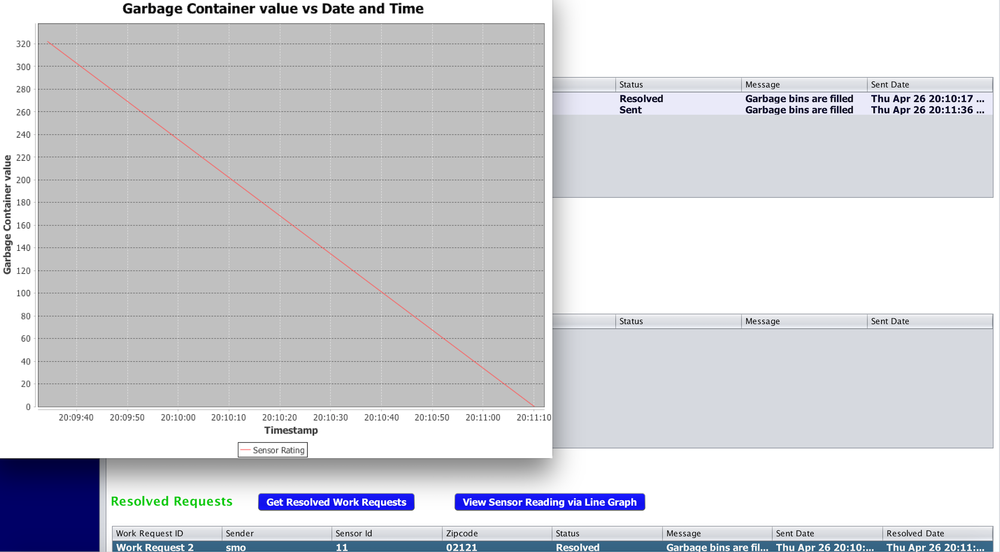 Garbage Container value vs Date and Time
Garbage Container value
320
300
280
260
240
220
200
180
160
140
120
100
80
60
40
20
0
20:09:40 20:09:50 20:10:00 20:10:10 20:10:20 20:10:30 20:10:40 20:10:50 20:11:00 20:11:10
Timestamp
Sensor Rating
Status Message Sent Date
Resolved Garbage bins are filled Thu Apr 26 20:10:17 ...
Sent Garbage bins are filled Thu Apr 26 20:11:36 ...
Status Message Sent Date
Resolved Requests Get Resolved Work Requests View Sensor Reading via Line Graph
Work Request ID Sender Sensor Id Zipcode Status Message Sent Date Resolved Date
Work Request 2 smo 11 02121 Resolved Garbage bins are fil... Thu Apr 26 20:10:... Thu Apr 26 20:11:...